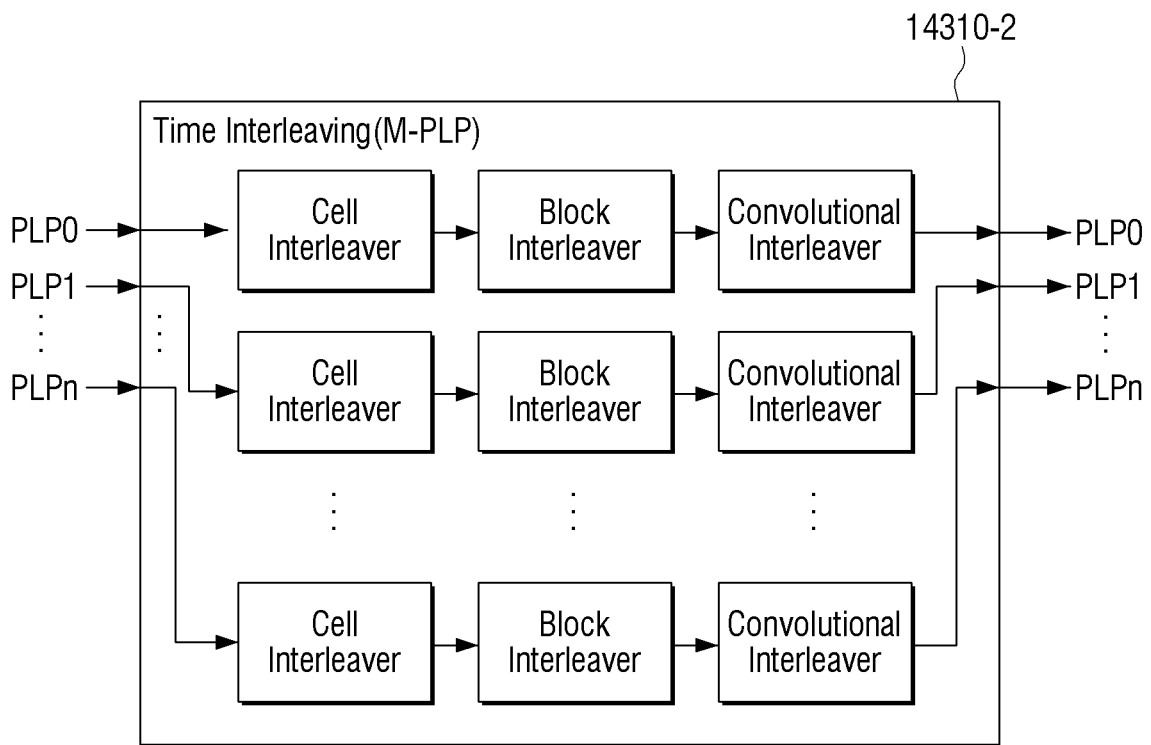 14310-2
Time Interleaving(M-PLP)
PLP0
Cell
Interleaver
Block
Interleaver
Convolutional
Interleaver
PLP0
PLP1
PLP1
Cell
Interleaver
Block
Interleaver
Convolutional
Interleaver
PLPn
PLPn
Cell
Interleaver
Block
Interleaver
Convolutional
Interleaver